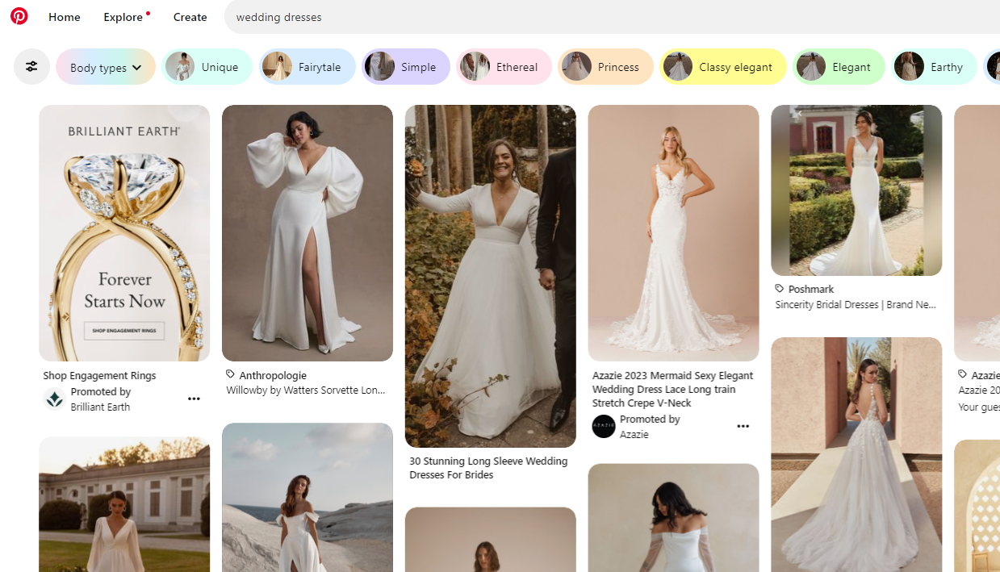 Home Explore Create wedding dresses
Body types Unique Fairytale Simple Ethereal Princess Classy elegant Elegant Earthy
BRILLIANT EARTH
Forever
Starts Now
SHOP ENGAGEMENT RINGS
Shop Engagement Rings
Promoted by
Brilliant Earth
Anthropologie
Willowby by Watters Sorvette Lon...
30 Stunning Long Sleeve Wedding
Dresses For Brides
Azazie 2023 Mermaid Sexy Elegant
Wedding Dress Lace Long train
Stretch Crepe V-Neck
AZAZIE
Promoted by
Azazie
Poshmark
Sincerity Bridal Dresses | Brand Ne...
Azazie
Azazie 20
Your gues